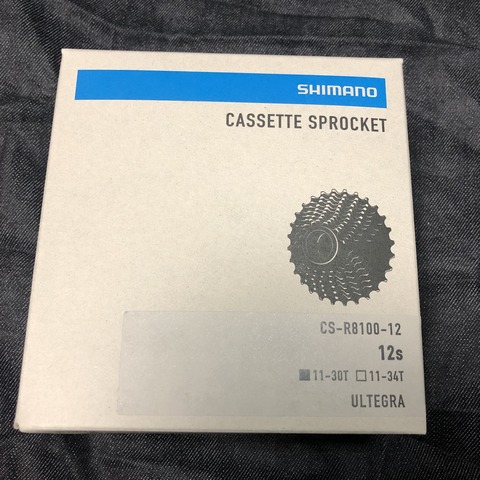 SHIMANO
CASSETTE SPROCKET
CS-R8100-12
12s
■ 11-30T □ 11-34T
ULTEGRA